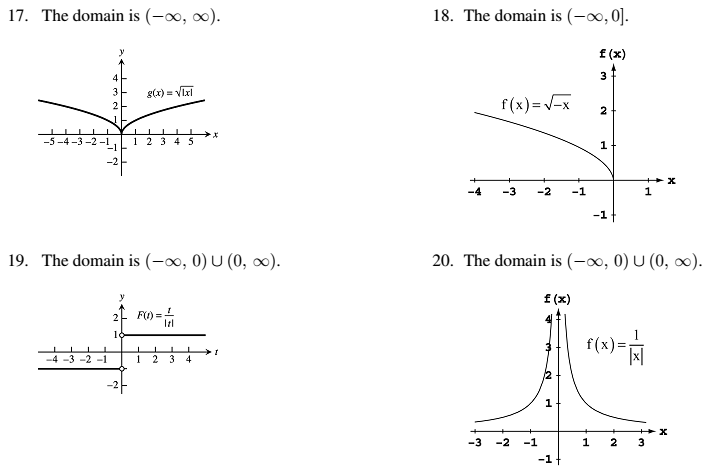 17. The domain is (−∞, ∞).
y
4
3
2
1
g(x) = √|x|
−5 −4 −3 −2 −1 1 2 3 4 5 x
−1
−2
18. The domain is (−∞, 0].
f(x)
3
f(x) = √−x
2
1
-4 -3 -2 -1 1 x
-1
19. The domain is (−∞, 0) ∪ (0, ∞).
y
2
F(t) = t/|t|
1
−4 −3 −2 −1 1 2 3 4 t
−2
20. The domain is (−∞, 0) ∪ (0, ∞).
f(x)
4
3
f(x) = 1/|x|
2
1
-3 -2 -1 1 2 3 x
-1